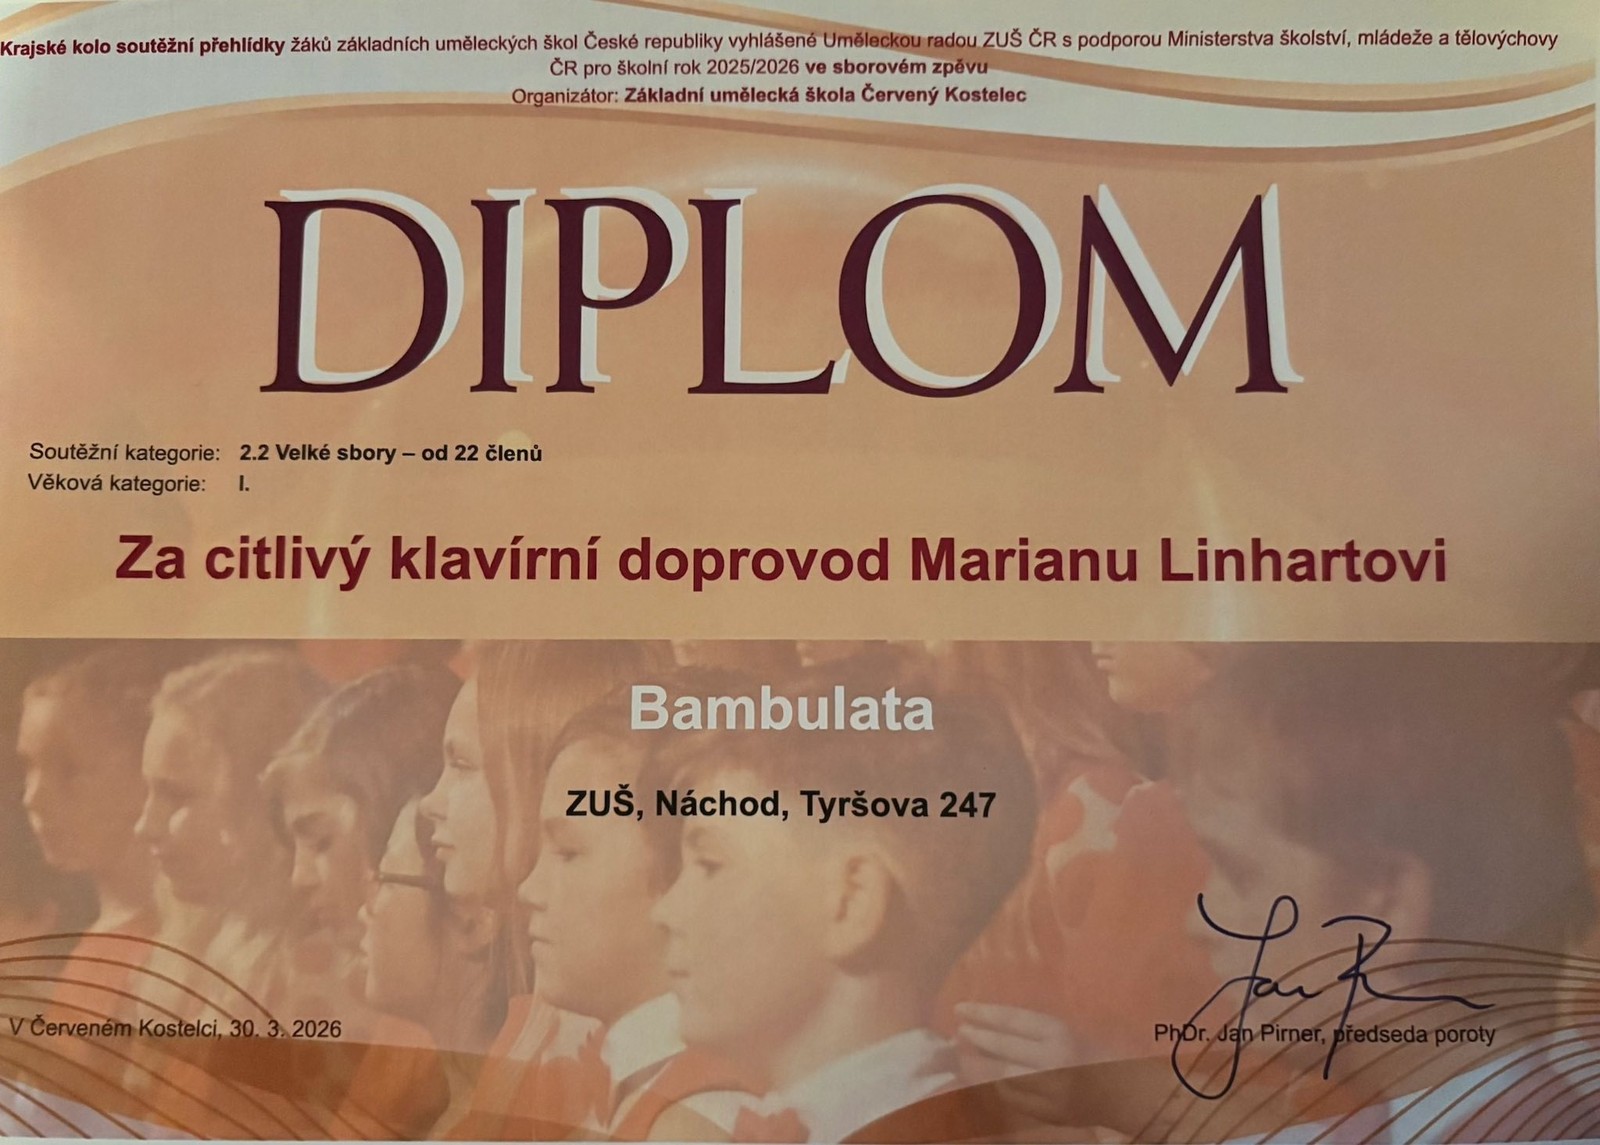 Krajské kolo soutěžní přehlídky žáků základních uměleckých škol České republiky vyhlášené Uměleckou radou ZUŠ ČR s podporou Ministerstva školství, mládeže a tělovýchovy
ČR pro školní rok 2025/2026 ve sborovém zpěvu
Organizátor: Základní umělecká škola Červený Kostelec
DIPLOM
Soutěžní kategorie: 2.2 Velké sbory – od 22 členů
Věková kategorie: I.
Za citlivý klavírní doprovod Marianu Linhartovi
Bambulata
ZUŠ, Náchod, Tyršova 247
V Červeném Kostelci, 30. 3. 2026
PhDr. Jan Pirner, předseda poroty